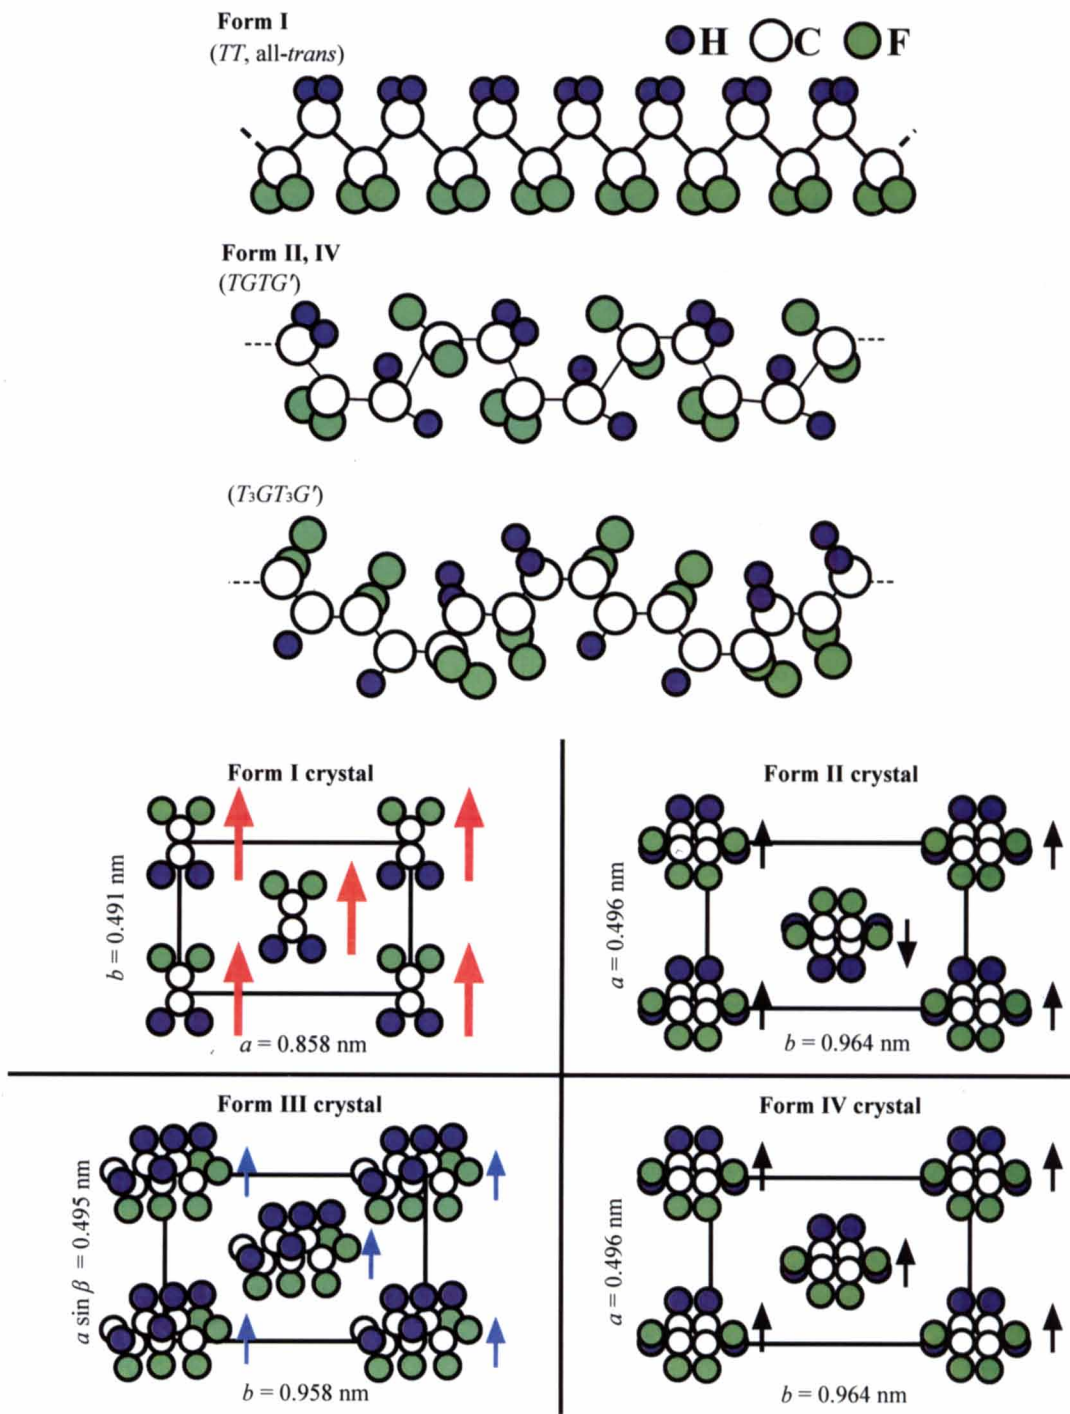 Form I
(TT, all-trans)
H C F
Form II, IV
(TGTG')
(T₃GT₃G')
Form I crystal
b = 0.491 nm
a = 0.858 nm
Form II crystal
a = 0.496 nm
b = 0.964 nm
Form III crystal
a sin β = 0.495 nm
b = 0.958 nm
Form IV crystal
a = 0.496 nm
b = 0.964 nm